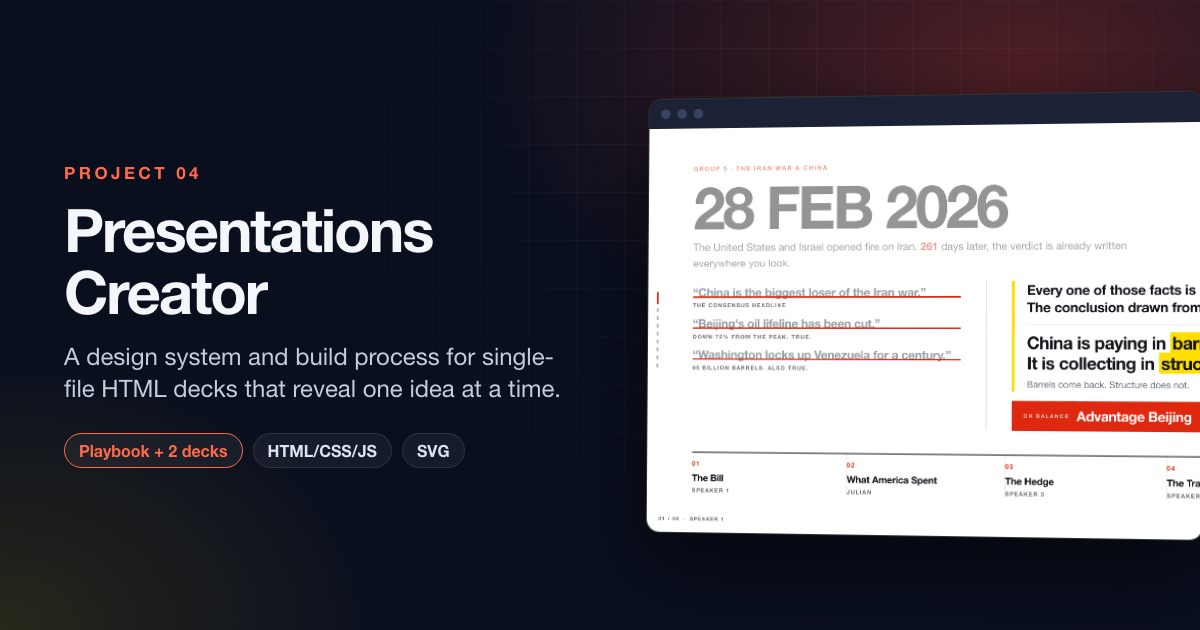 PROJECT 04
Presentations
Creator
A design system and build process for single-
file HTML decks that reveal one idea at a time.
Playbook + 2 decks
HTML/CSS/JS
SVG
GROUP 3 · THE IRAN WAR & CHINA
28 FEB 2026
The United States and Israel opened fire on Iran. 261 days later, the verdict is already written
everywhere you look.
“China is the biggest loser of the Iran war.”
THE CONSENSUS HEADLINE
“Beijing's oil lifeline has been cut.”
DOWN 72% FROM THE PEAK. TRUE.
“Washington locks up Venezuela for a century.”
65 BILLION BARRELS. ALSO TRUE.
Every one of those facts is
The conclusion drawn from
China is paying in bar
It is collecting in struc
Barrels come back. Structure does not.
ON BALANCE Advantage Beijing
01
The Bill
SPEAKER 1
02
What America Spent
JULIAN
03
The Hedge
SPEAKER 3
04
The Tra
SPEAKER
01 / 09 · SPEAKER 1